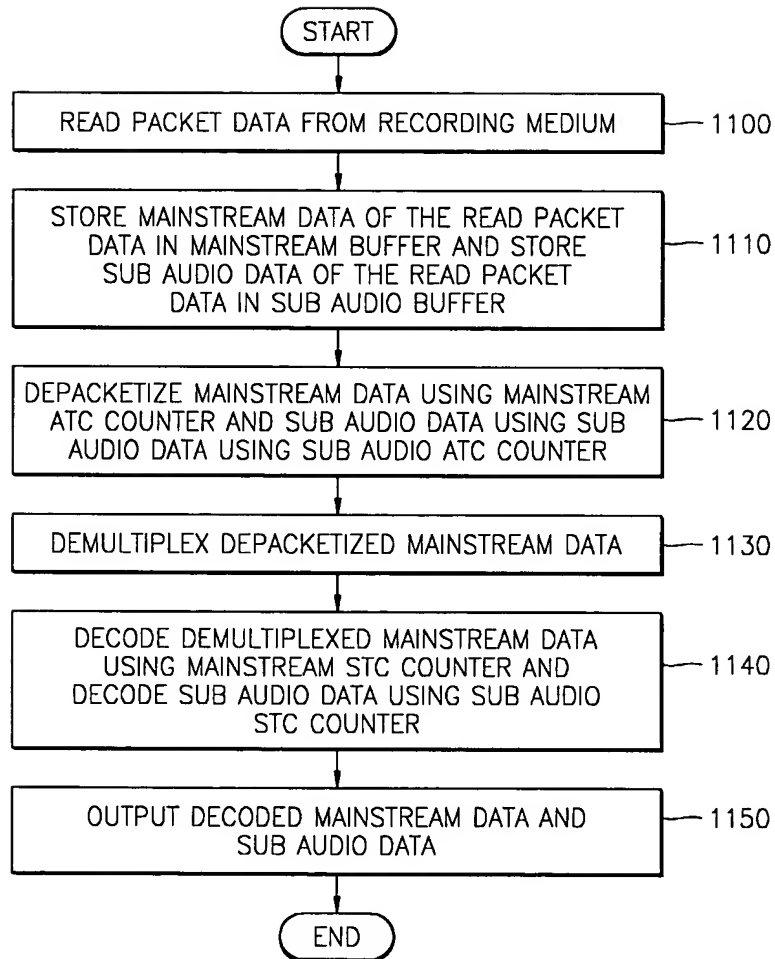 START
READ PACKET DATA FROM RECORDING MEDIUM
1100
STORE MAINSTREAM DATA OF THE READ PACKET
DATA IN MAINSTREAM BUFFER AND STORE
SUB AUDIO DATA OF THE READ PACKET
DATA IN SUB AUDIO BUFFER
1110
DEPACKETIZE MAINSTREAM DATA USING MAINSTREAM
ATC COUNTER AND SUB AUDIO DATA USING SUB
AUDIO DATA USING SUB AUDIO ATC COUNTER
1120
DEMULTIPLEX DEPACKETIZED MAINSTREAM DATA
1130
DECODE DEMULTIPLEXED MAINSTREAM DATA
USING MAINSTREAM STC COUNTER AND
DECODE SUB AUDIO DATA USING SUB AUDIO
STC COUNTER
1140
OUTPUT DECODED MAINSTREAM DATA AND
SUB AUDIO DATA
1150
END